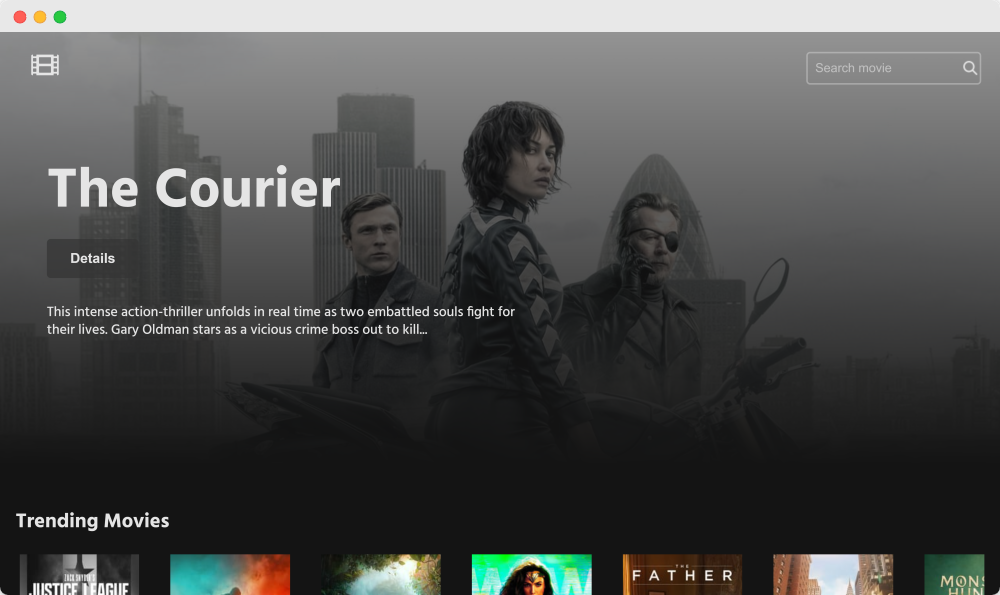 Search movie
The Courier
Details
This intense action-thriller unfolds in real time as two embattled souls fight for
their lives. Gary Oldman stars as a vicious crime boss out to kill...
Trending Movies
ZACK SNYDER'S
JUSTICE LEAGUE
THE
FATHER